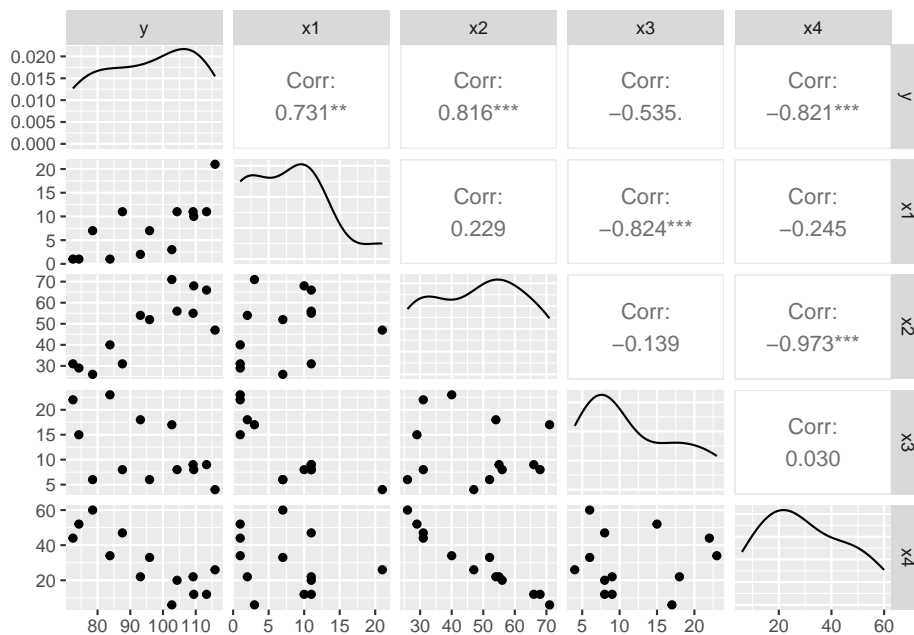 y x1 x2 x3 x4
0.020
0.015
0.010
0.005
0.000
Corr:
0.731**
Corr:
0.816***
Corr:
−0.535.
Corr:
−0.821***
y
20
15
10
5
0
Corr:
0.229
Corr:
−0.824***
Corr:
−0.245
x1
70
60
50
40
30
Corr:
−0.139
Corr:
−0.973***
x2
20
15
10
5
Corr:
0.030
x3
60
40
20
x4
80 90 100 110 0 5 10 15 20 30 40 50 60 70 5 10 15 20 20 40 60